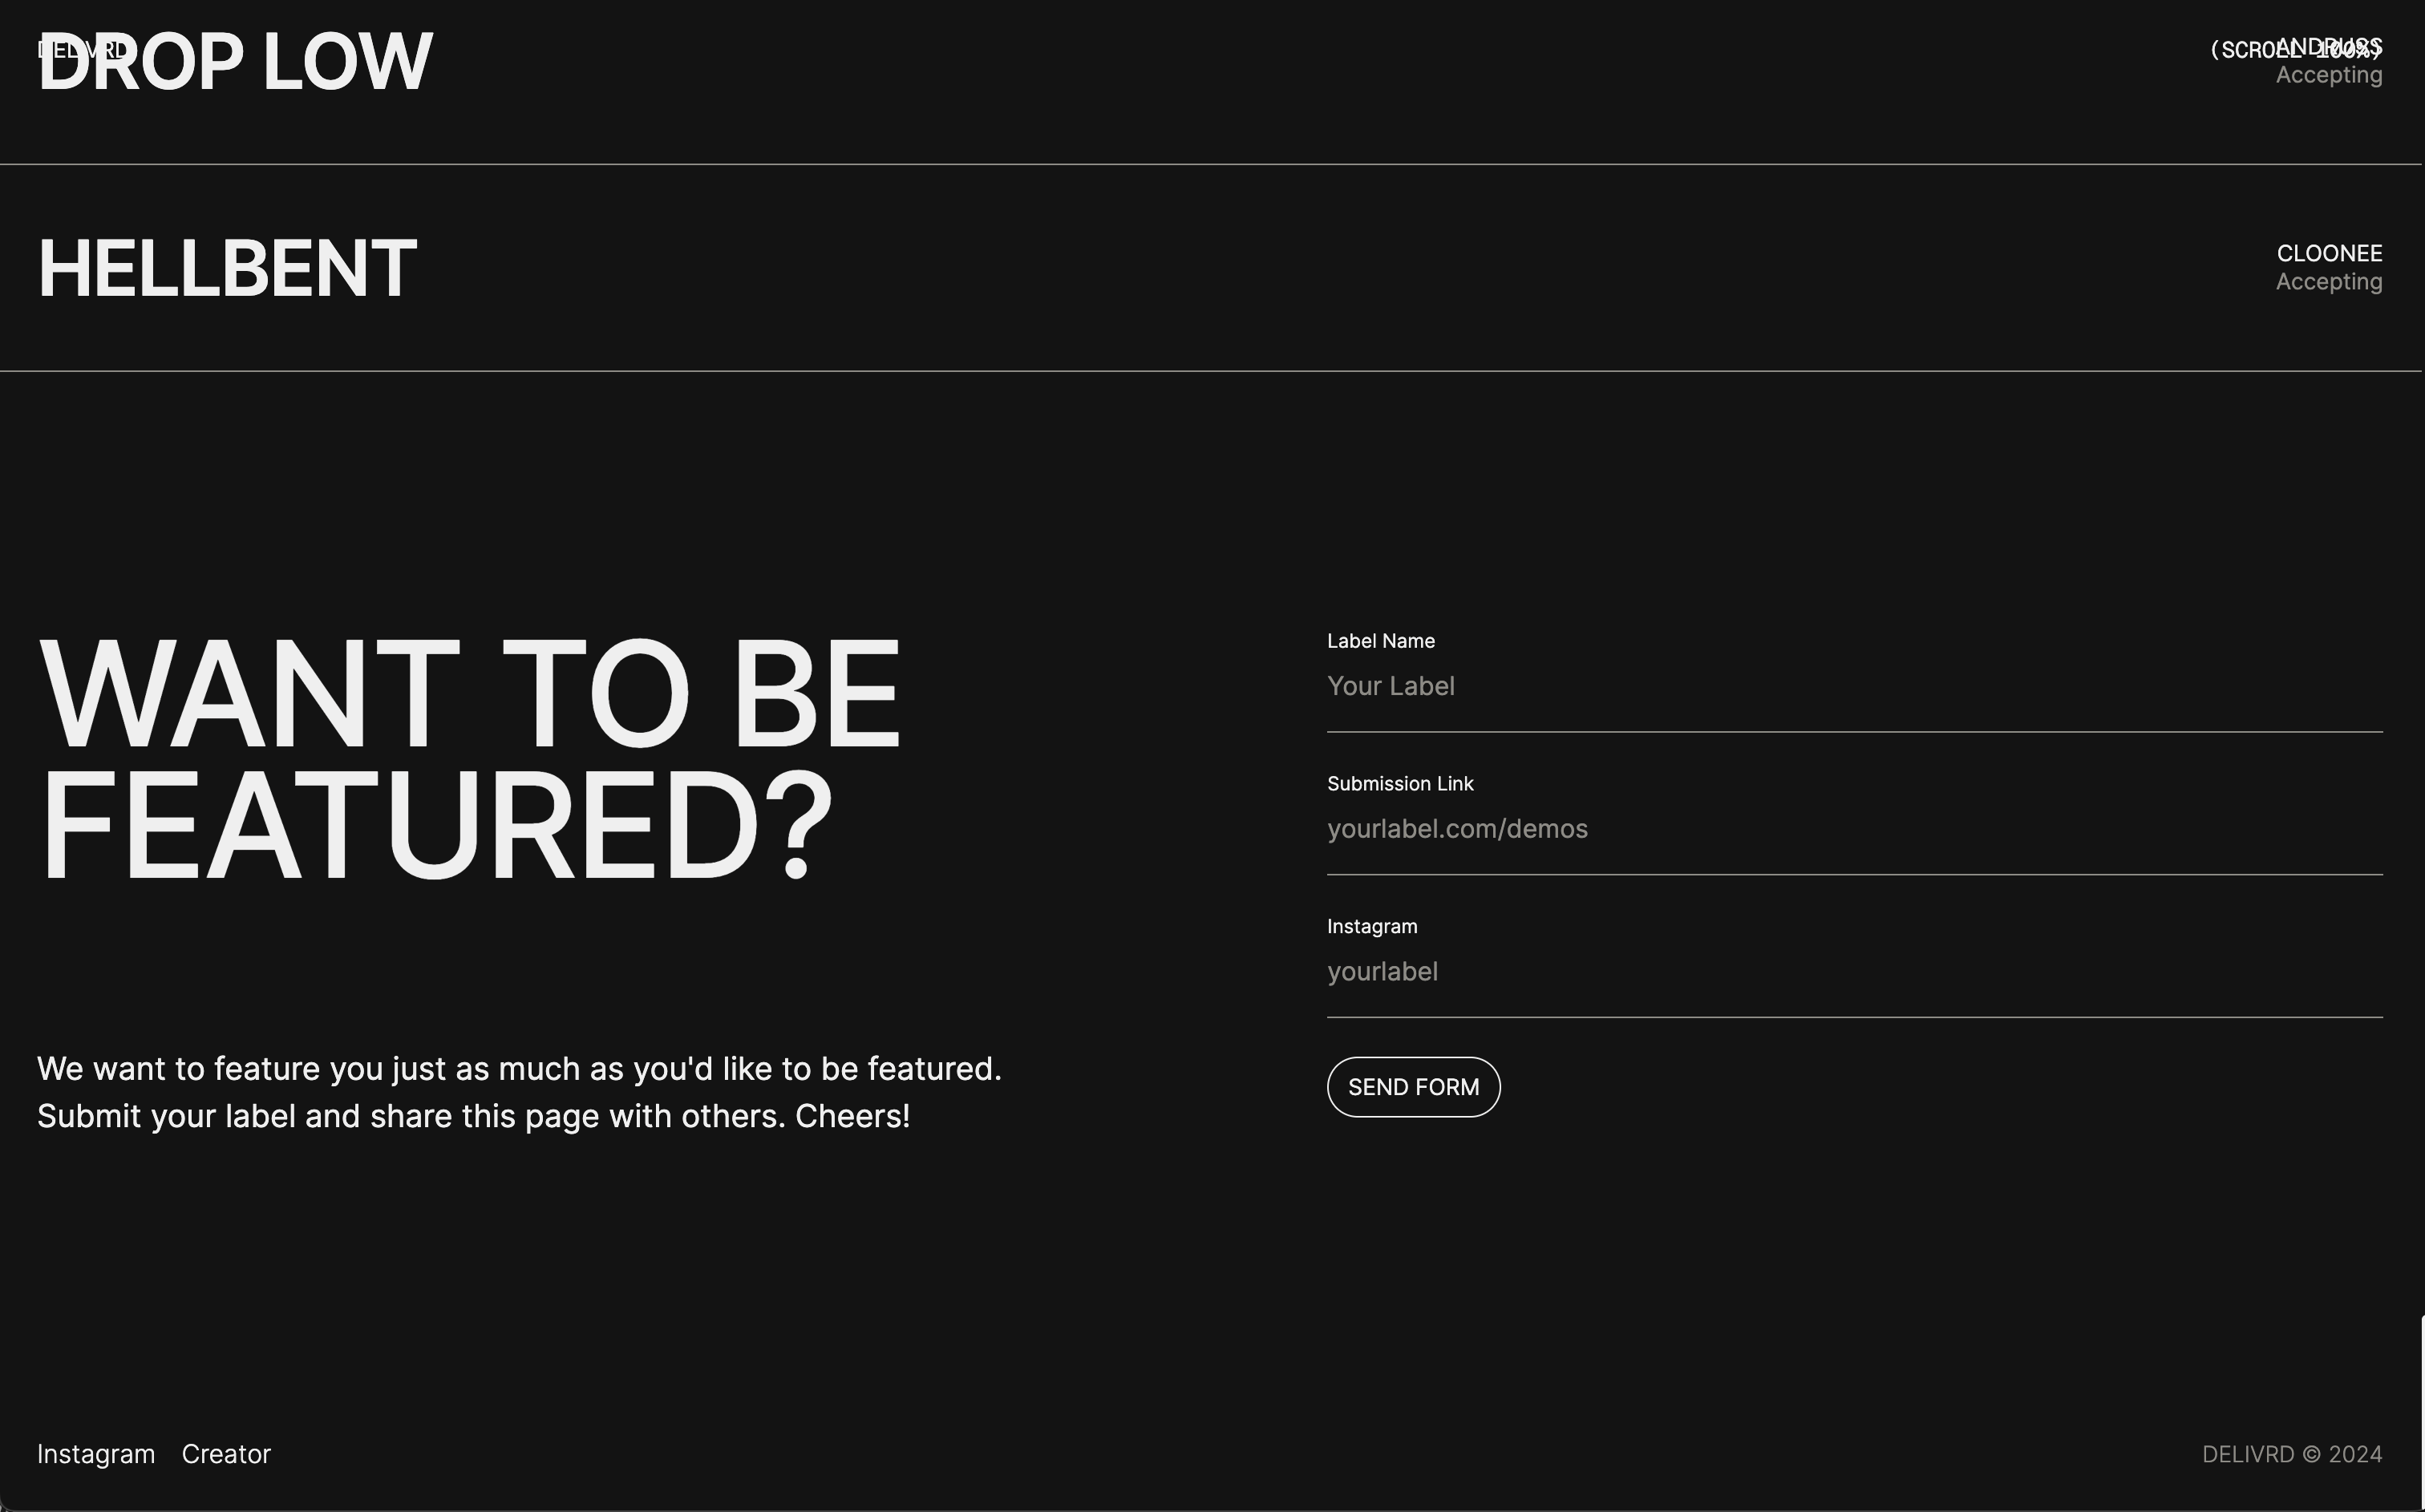 DELIVRD
DROP LOW
(SCROLL 100%)
ANDRUSS
Accepting
HELLBENT
CLOONEE
Accepting
WANT TO BE
FEATURED?
We want to feature you just as much as you'd like to be featured.
Submit your label and share this page with others. Cheers!
Label Name
Your Label
Submission Link
yourlabel.com/demos
Instagram
yourlabel
SEND FORM
Instagram Creator
DELIVRD © 2024